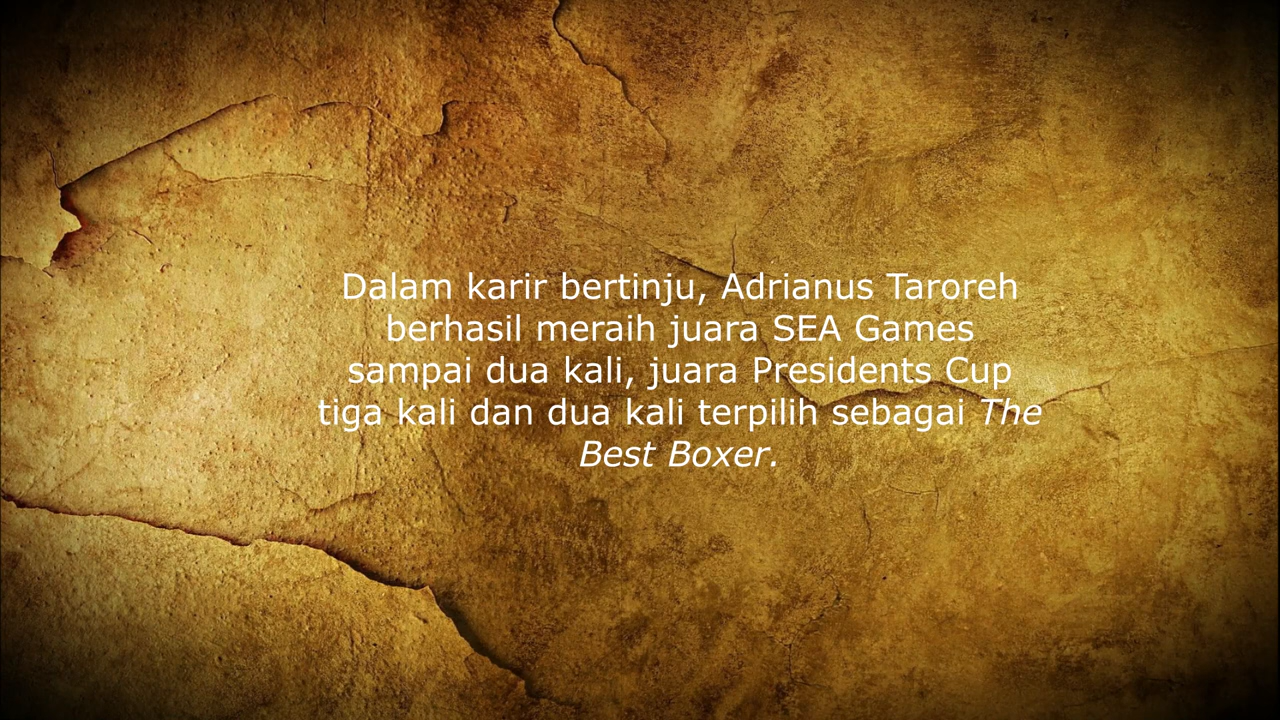 Dalam karir bertinju, Adrianus Taroreh
berhasil meraih juara SEA Games
sampai dua kali, juara Presidents Cup
tiga kali dan dua kali terpilih sebagai The
Best Boxer.